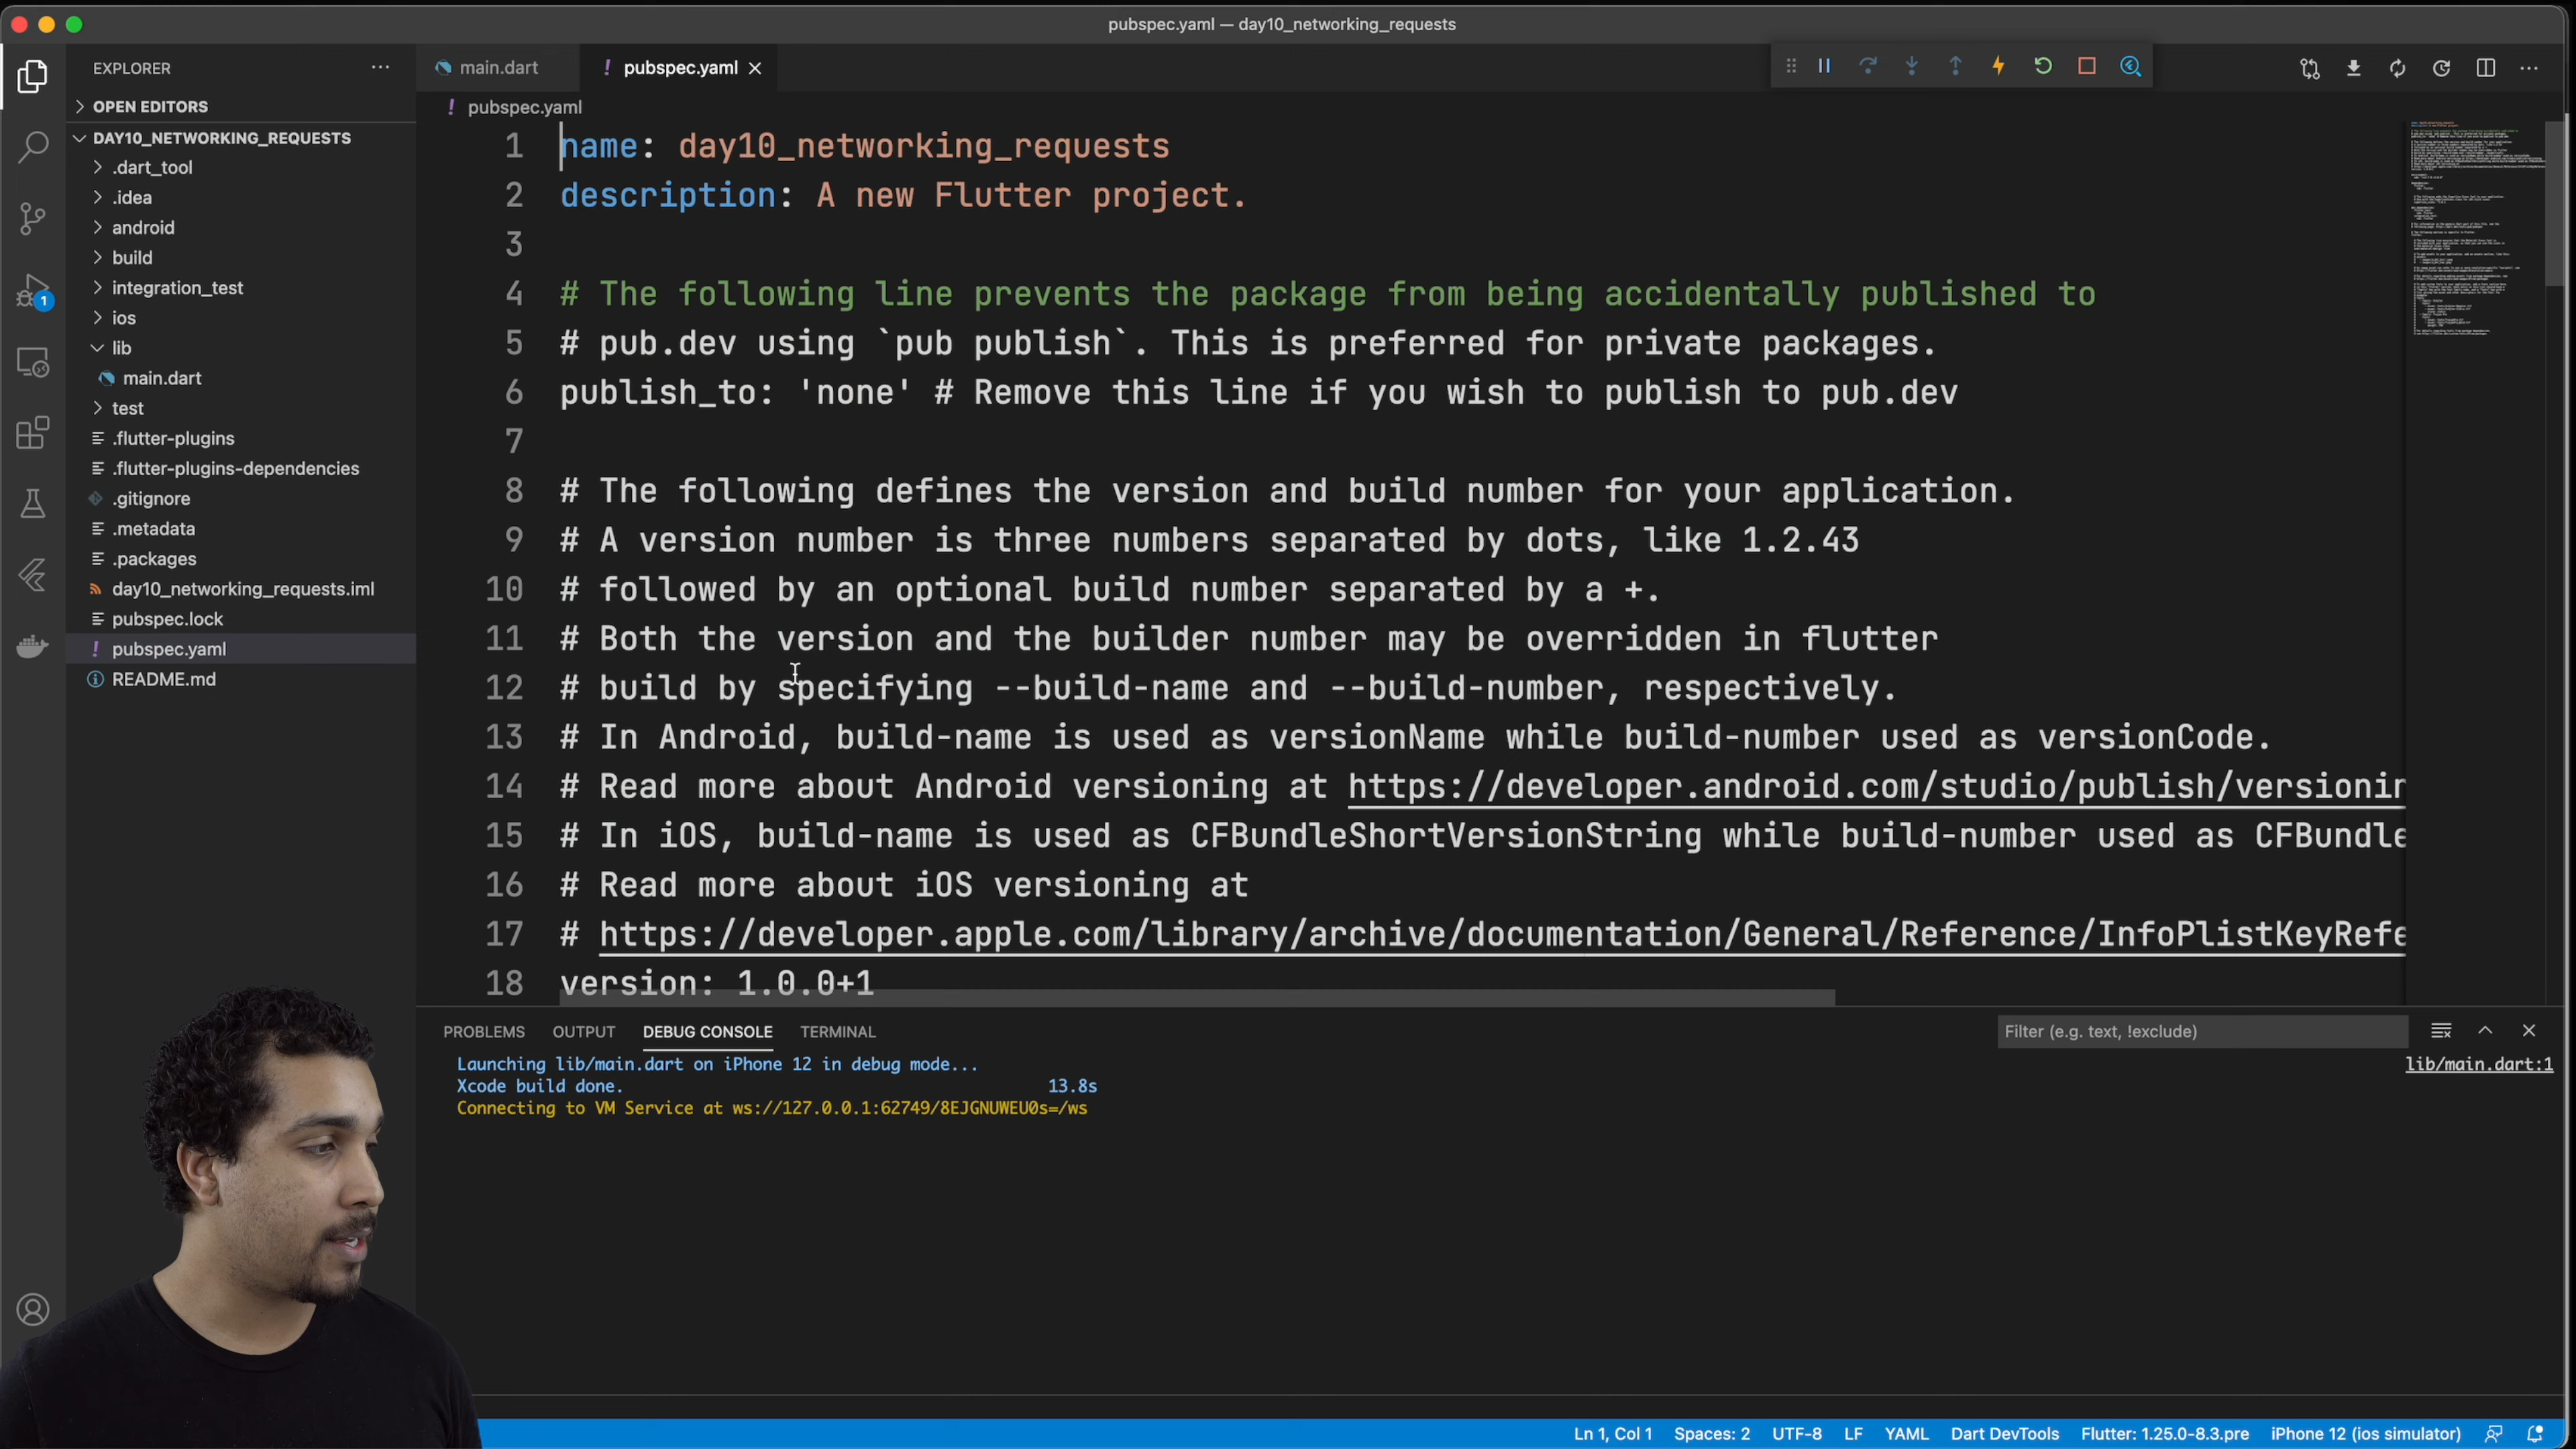 pubspec.yaml — day10_networking_requests
EXPLORER
main.dart
pubspec.yaml
OPEN EDITORS
DAY10_NETWORKING_REQUESTS
.dart_tool
.idea
android
build
integration_test
ios
lib
main.dart
test
.flutter-plugins
.flutter-plugins-dependencies
.gitignore
.metadata
.packages
day10_networking_requests.iml
pubspec.lock
pubspec.yaml
README.md
1
pubspec.yaml
1 name: day10_networking_requests
2 description: A new Flutter project.
3
4 # The following line prevents the package from being accidentally published to
5 # pub.dev using `pub publish`. This is preferred for private packages.
6 publish_to: 'none' # Remove this line if you wish to publish to pub.dev
7
8 # The following defines the version and build number for your application.
9 # A version number is three numbers separated by dots, like 1.2.43
10 # followed by an optional build number separated by a +.
11 # Both the version and the builder number may be overridden in flutter
12 # build by specifying --build-name and --build-number, respectively.
13 # In Android, build-name is used as versionName while build-number used as versionCode.
14 # Read more about Android versioning at https://developer.android.com/studio/publish/versionin
15 # In iOS, build-name is used as CFBundleShortVersionString while build-number used as CFBundle
16 # Read more about iOS versioning at
17 # https://developer.apple.com/library/archive/documentation/General/Reference/InfoPlistKeyRefe
18 version: 1.0.0+1
PROBLEMS OUTPUT DEBUG CONSOLE TERMINAL
Filter (e.g. text, !exclude)
Launching lib/main.dart on iPhone 12 in debug mode...
lib/main.dart:1
Xcode build done. 13.8s
Connecting to VM Service at ws://127.0.0.1:62749/8EJGNUWEU0s=/ws
Ln 1, Col 1 Spaces: 2 UTF-8 LF YAML Dart DevTools Flutter: 1.25.0-8.3.pre iPhone 12 (ios simulator)